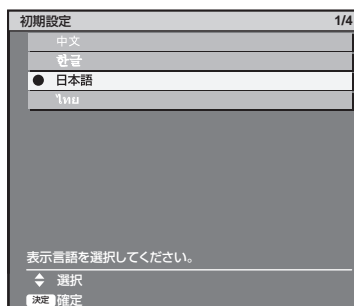 初期設定 1/4
中文
한글
日本語
ไทย
表示言語を選択してください。
選択
決定 確定